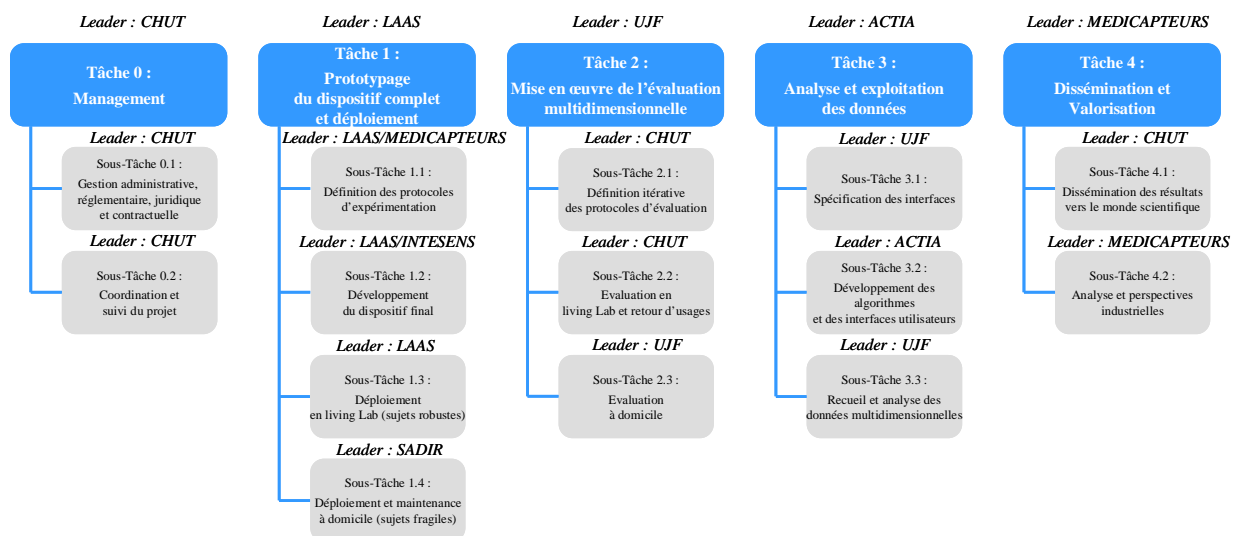 Leader : CHUT
Tâche 0 :
Management
Leader : CHUT
Sous-Tâche 0.1 :
Gestion administrative,
réglementaire, juridique
et contractuelle
Leader : CHUT
Sous-Tâche 0.2 :
Coordination et
suivi du projet
Leader : LAAS
Tâche 1 :
Prototypage
du dispositif complet
et déploiement
Leader : LAAS/MEDICAPTEURS
Sous-Tâche 1.1 :
Définition des protocoles
d’expérimentation
Leader : LAAS/INTESENS
Sous-Tâche 1.2 :
Développement
du dispositif final
Leader : LAAS
Sous-Tâche 1.3 :
Déploiement
en living Lab (sujets robustes)
Leader : SADIR
Sous-Tâche 1.4 :
Déploiement et maintenance
à domicile (sujets fragiles)
Leader : UJF
Tâche 2 :
Mise en œuvre de l’évaluation
multidimensionnelle
Leader : CHUT
Sous-Tâche 2.1 :
Définition itérative
des protocoles d’évaluation
Leader : CHUT
Sous-Tâche 2.2 :
Evaluation en
living Lab et retour d’usages
Leader : UJF
Sous-Tâche 2.3 :
Evaluation
à domicile
Leader : ACTIA
Tâche 3 :
Analyse et exploitation
des données
Leader : UJF
Sous-Tâche 3.1 :
Spécification des interfaces
Leader : ACTIA
Sous-Tâche 3.2 :
Développement des
algorithmes
et des interfaces utilisateurs
Leader : UJF
Sous-Tâche 3.3 :
Recueil et analyse des
données multidimensionnelles
Leader : MEDICAPTEURS
Tâche 4 :
Dissémination et
Valorisation
Leader : CHUT
Sous-Tâche 4.1 :
Dissémination des résultats
vers le monde scientifique
Leader : MEDICAPTEURS
Sous-Tâche 4.2 :
Analyse et perspectives
industrielles